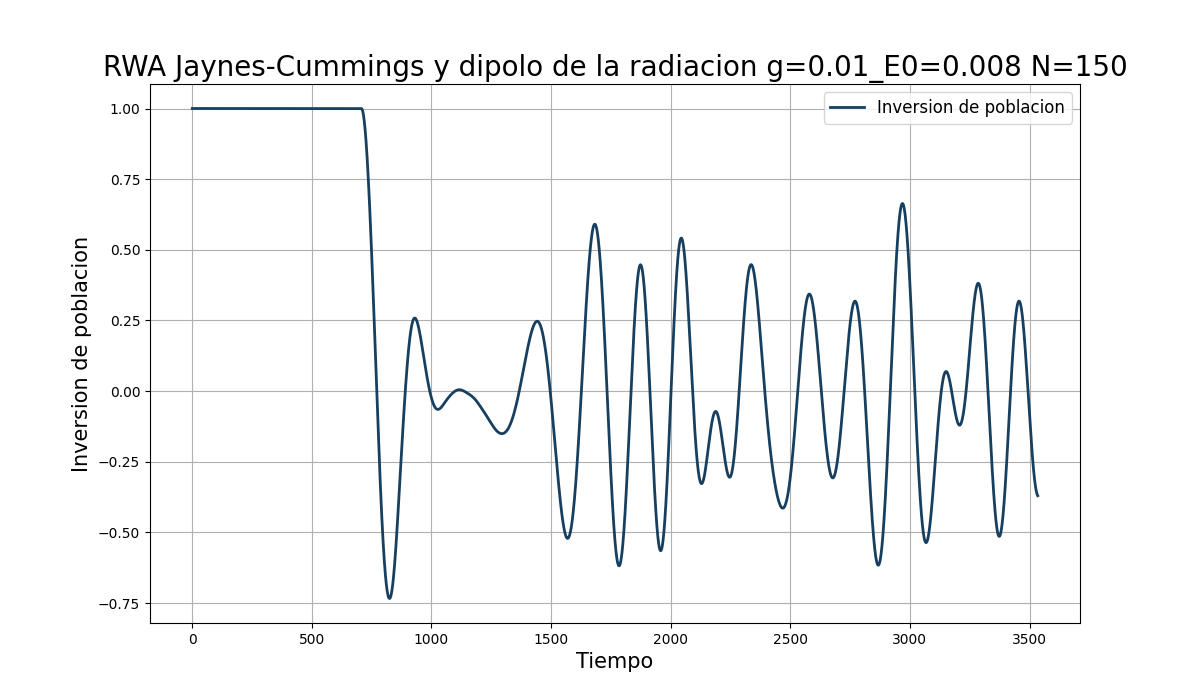 RWA Jaynes-Cummings y dipolo de la radiacion g=0.01_E0=0.008 N=150
Inversion de poblacion
1.00
0.75
0.50
0.25
0.00
−0.25
−0.50
−0.75
Inversion de poblacion
0 500 1000 1500 2000 2500 3000 3500
Tiempo